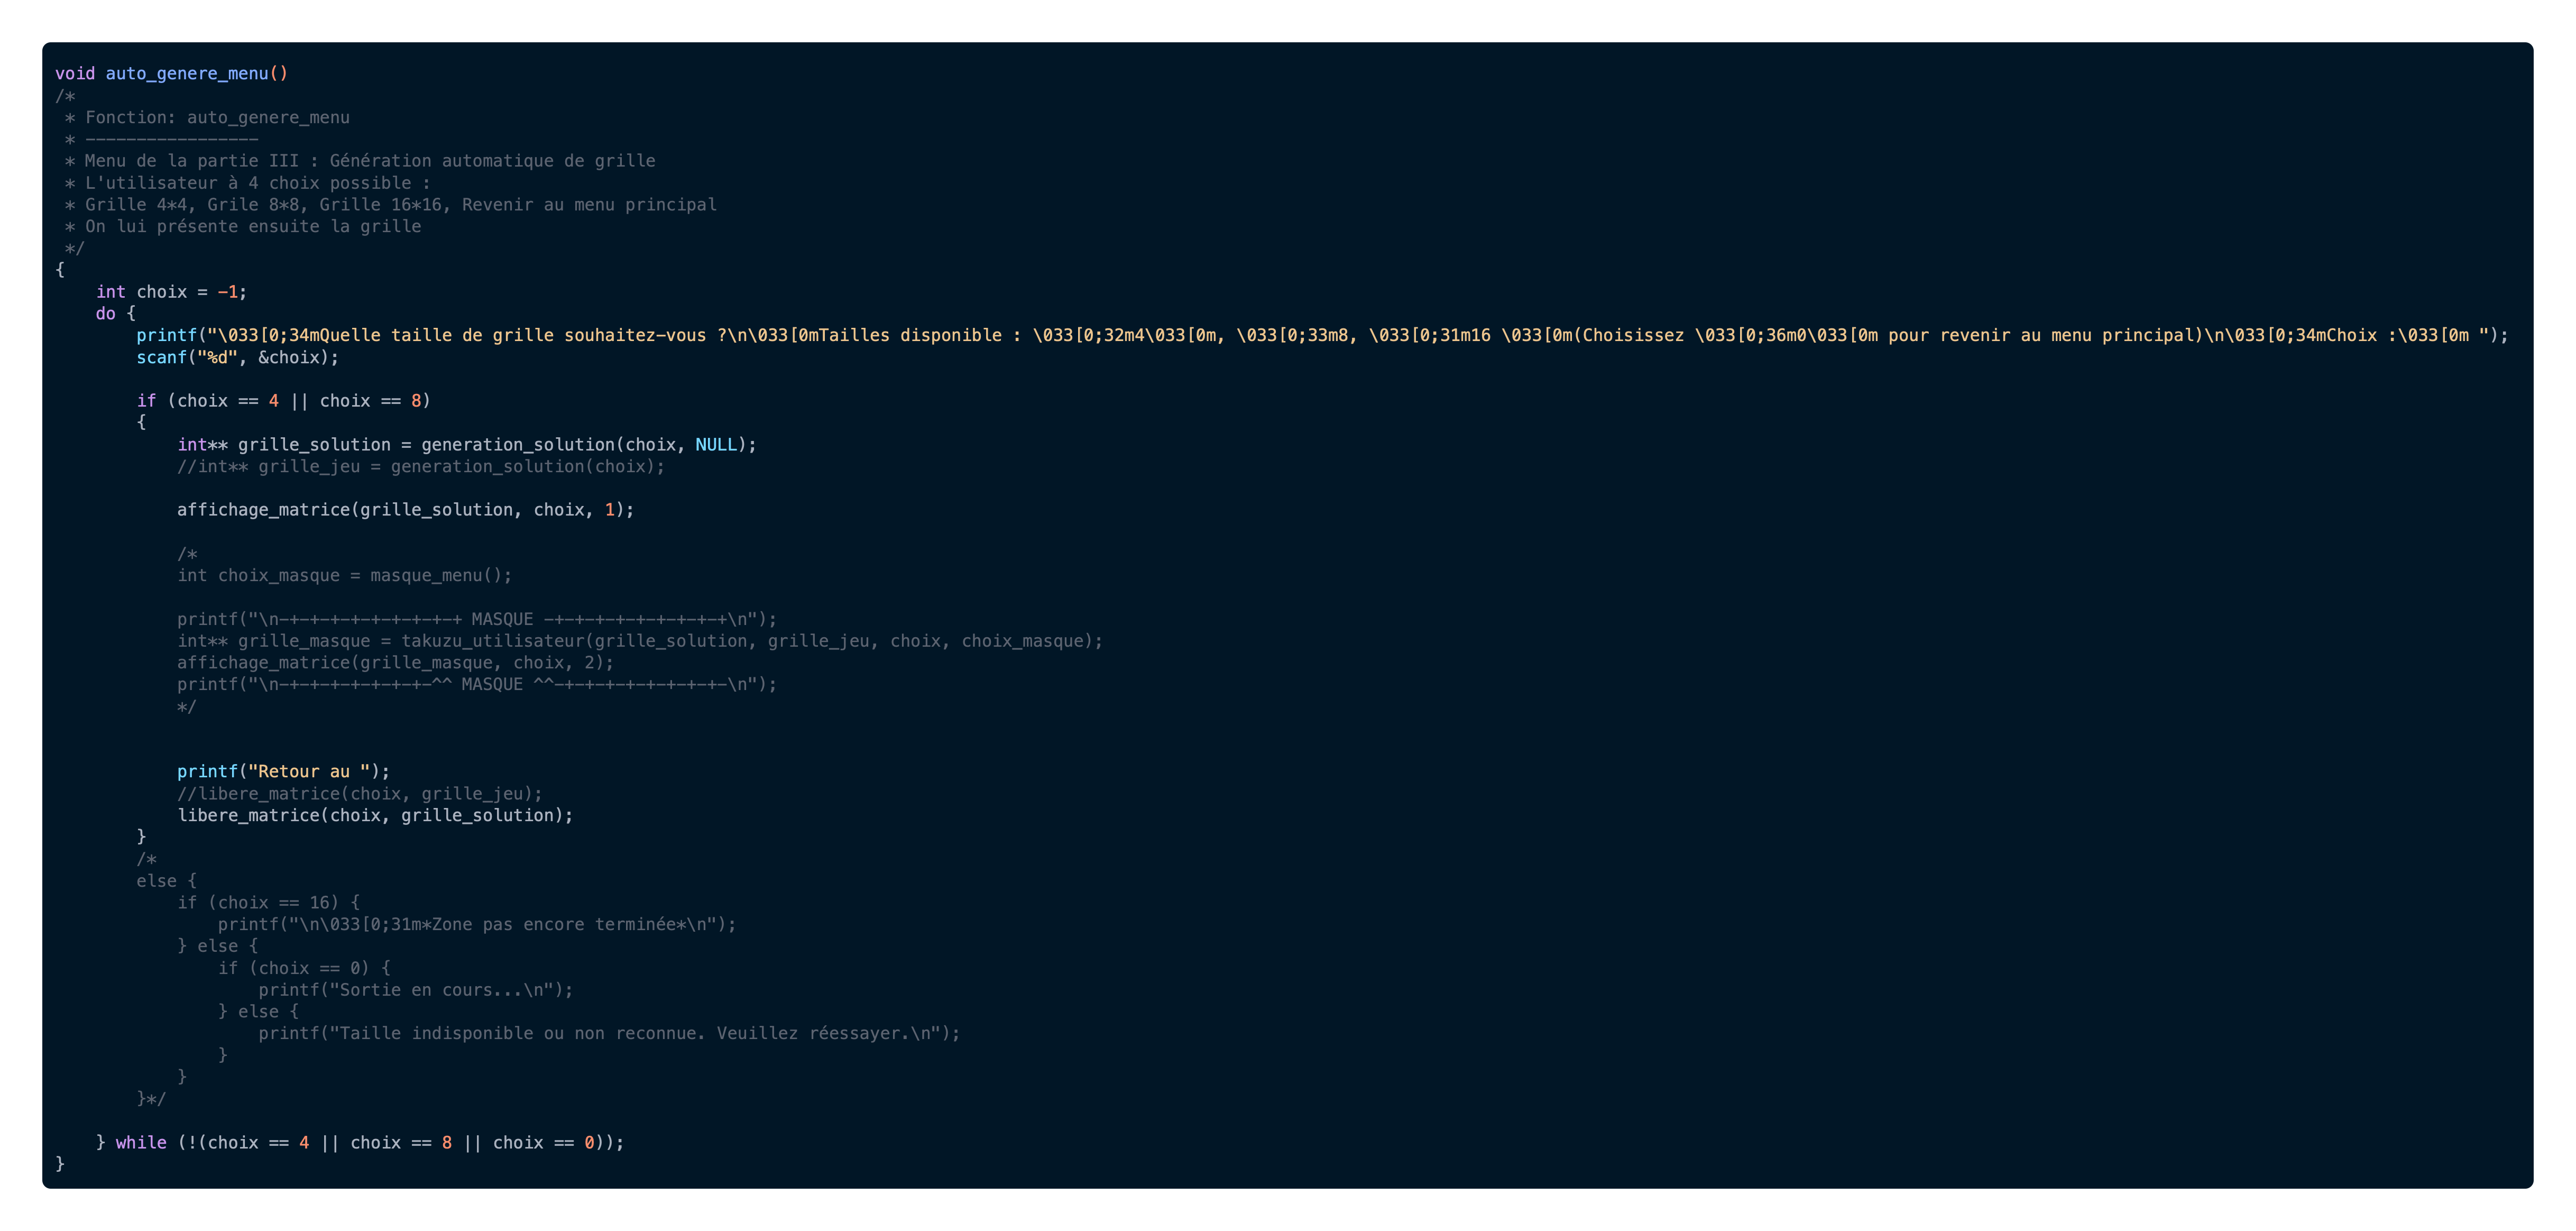 void auto_genere_menu()
/*
 * Fonction: auto_genere_menu
 * -----------------
 * Menu de la partie III : Génération automatique de grille
 * L'utilisateur à 4 choix possible :
 * Grille 4*4, Grile 8*8, Grille 16*16, Revenir au menu principal
 * On lui présente ensuite la grille
 */
{
    int choix = -1;
    do {
        printf("\033[0;34mQuelle taille de grille souhaitez-vous ?\n\033[0mTailles disponible : \033[0;32m4\033[0m, \033[0;33m8, \033[0;31m16 \033[0m(Choisissez \033[0;36m0\033[0m pour revenir au menu principal)\n\033[0;34mChoix :\033[0m ");
        scanf("%d", &choix);

        if (choix == 4 || choix == 8)
        {
            int** grille_solution = generation_solution(choix, NULL);
            //int** grille_jeu = generation_solution(choix);

            affichage_matrice(grille_solution, choix, 1);

            /*
            int choix_masque = masque_menu();

            printf("\n-+-+-+-+-+-+-+-+-+ MASQUE -+-+-+-+-+-+-+-+-+\n");
            int** grille_masque = takuzu_utilisateur(grille_solution, grille_jeu, choix, choix_masque);
            affichage_matrice(grille_masque, choix, 2);
            printf("\n-+-+-+-+-+-+-+-^^ MASQUE ^^-+-+-+-+-+-+-+-+-\n");
            */


            printf("Retour au ");
            //libere_matrice(choix, grille_jeu);
            libere_matrice(choix, grille_solution);
        }
        /*
        else {
            if (choix == 16) {
                printf("\n\033[0;31m*Zone pas encore terminée*\n");
            } else {
                if (choix == 0) {
                    printf("Sortie en cours...\n");
                } else {
                    printf("Taille indisponible ou non reconnue. Veuillez réessayer.\n");
                }
            }
        }*/

    } while (!(choix == 4 || choix == 8 || choix == 0));
}